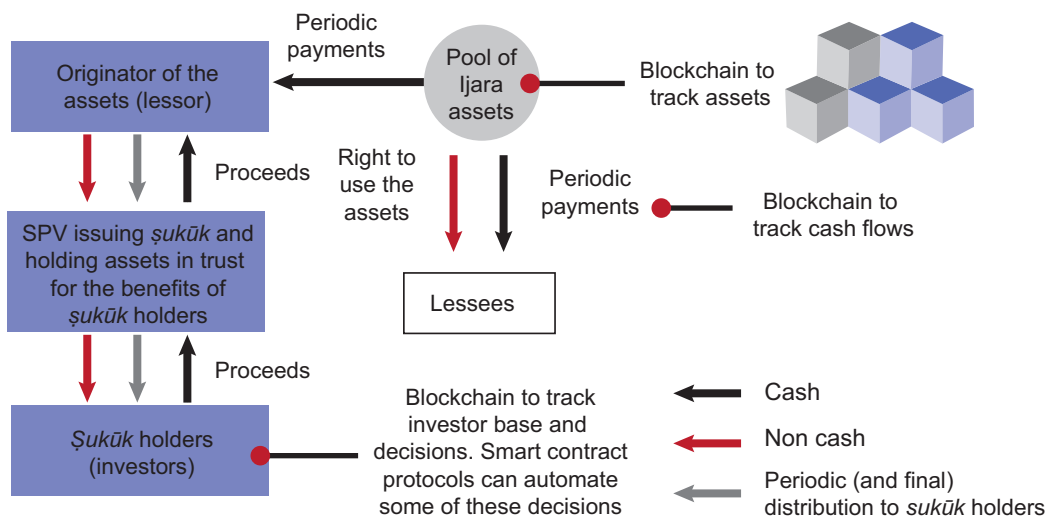 Periodic
payments
Originator of the
assets (lessor)
Pool of
Ijara
assets
Blockchain to
track assets
Proceeds
Right to
use the
assets
Periodic
payments
Blockchain to
track cash flows
SPV issuing ṣukūk and
holding assets in trust
for the benefits of
ṣukūk holders
Lessees
Proceeds
Ṣukūk holders
(investors)
Blockchain to track
investor base and
decisions. Smart contract
protocols can automate
some of these decisions
Cash
Non cash
Periodic (and final)
distribution to sukūk holders